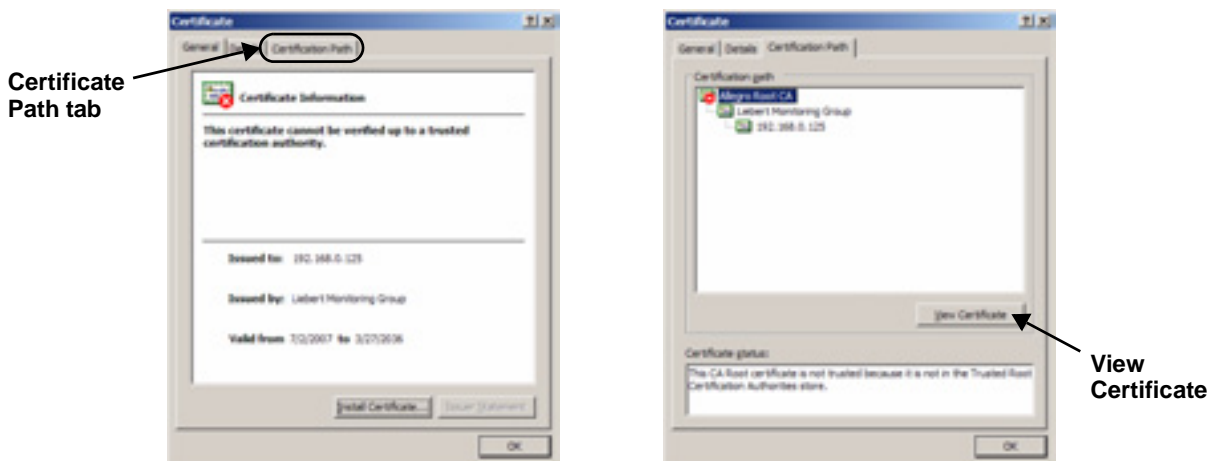 Certificate
General Details Certification Path
Certificate
Path tab
Certificate Information
This certificate cannot be verified up to a trusted
certification authority.
Issued to: 192.168.0.125
Issued by: Liebert Monitoring Group
Valid from 7/2/2007 to 3/27/2036
Install Certificate... Issuer Statement
OK
Certificate
General Details Certification Path
Certification path
Allegro Root CA
Liebert Monitoring Group
192.168.0.125
View Certificate
View
Certificate
Certificate status:
This CA Root certificate is not trusted because it is not in the Trusted Root
Certification Authorities store.
OK